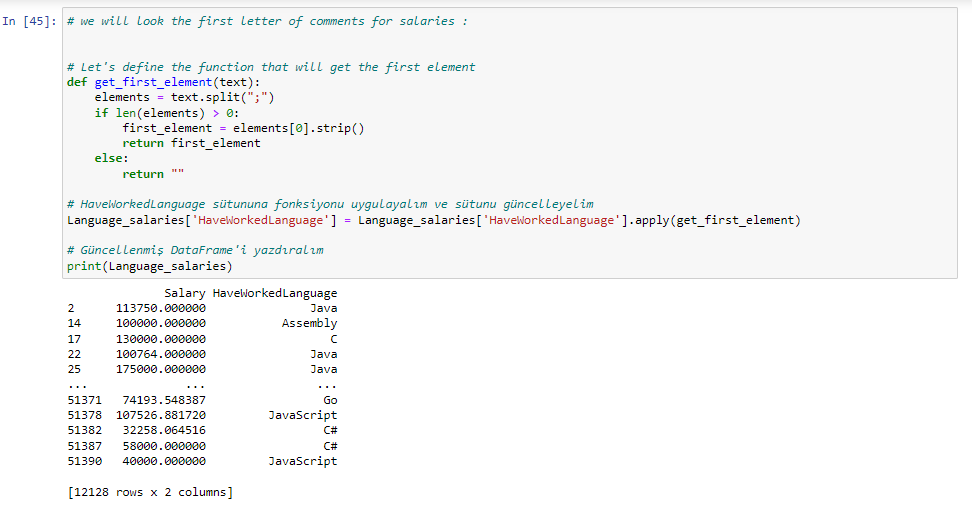 In [45]: # we will look the first letter of comments for salaries :
# Let's define the function that will get the first element
def get_first_element(text):
    elements = text.split(";")
    if len(elements) > 0:
        first_element = elements[0].strip()
        return first_element
    else:
        return ""
# HaveWorkedLanguage sütununa fonksiyonu uygulayalım ve sütunu güncelleyelim
Language_salaries['HaveWorkedLanguage'] = Language_salaries['HaveWorkedLanguage'].apply(get_first_element)
# Güncellenmiş DataFrame'i yazdıralım
print(Language_salaries)
Salary HaveWorkedLanguage
2 113750.000000 Java
14 100000.000000 Assembly
17 130000.000000 C
22 100764.000000 Java
25 175000.000000 Java
... ... ...
51371 74193.548387 Go
51378 107526.881720 JavaScript
51382 32258.064516 C#
51387 58000.000000 C#
51390 40000.000000 JavaScript
[12128 rows x 2 columns]